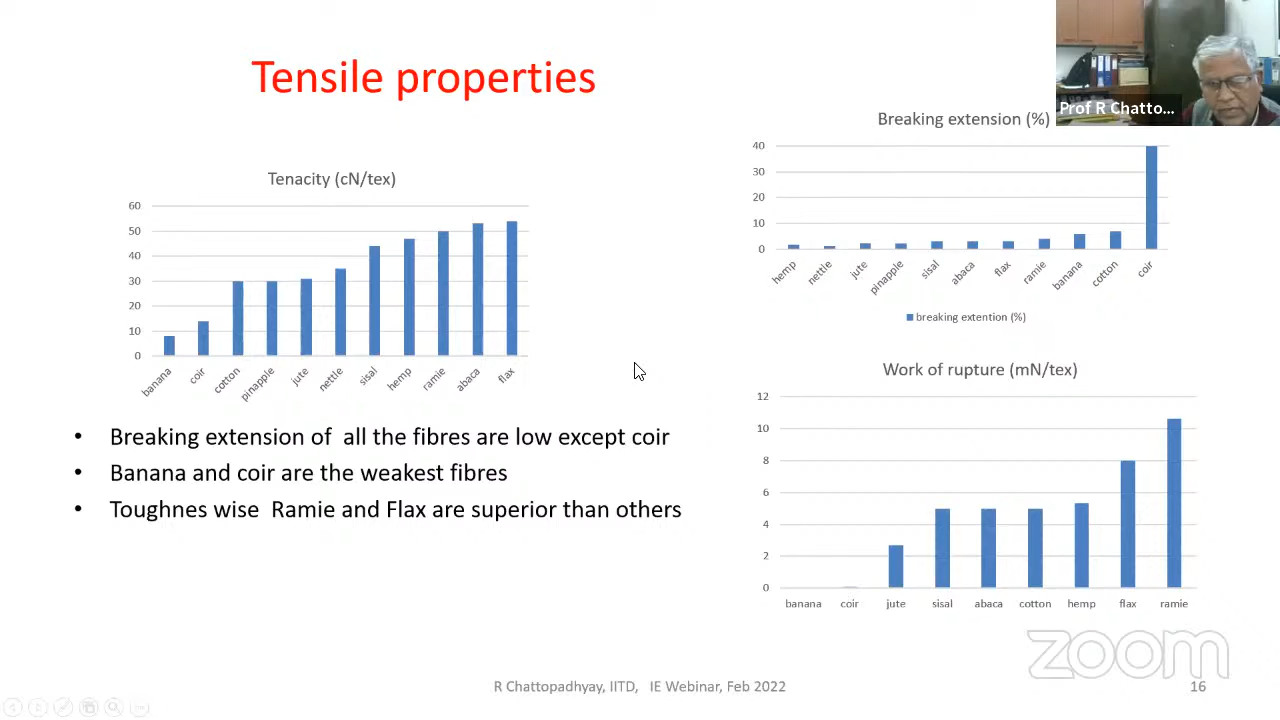 Tensile properties
Prof R Chatto...
Breaking extension (%)
40
30
20
10
0
hemp
nettle
jute
pinapple
sisal
abaca
flax
ramie
banana
cotton
coir
breaking extention (%)
Tenacity (cN/tex)
60
50
40
30
20
10
0
banana
coir
cotton
pinapple
jute
nettle
sisal
hemp
ramie
abaca
flax
• Breaking extension of all the fibres are low except coir
• Banana and coir are the weakest fibres
• Toughnes wise Ramie and Flax are superior than others
Work of rupture (mN/tex)
12
10
8
6
4
2
0
banana coir jute sisal abaca cotton hemp flax ramie
zoom
R Chattopadhyay, IITD, IE Webinar, Feb 2022
16